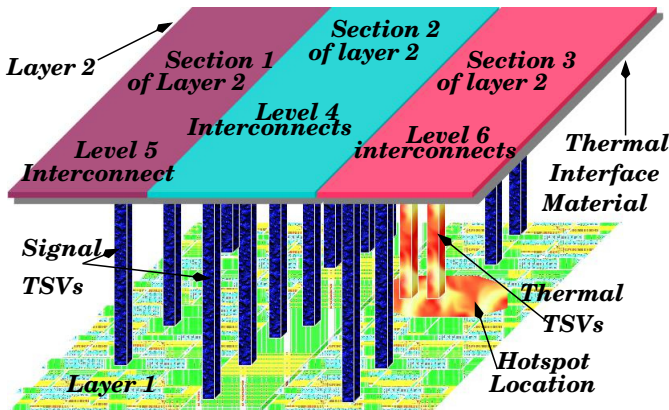 Layer 2
Section 1
of Layer 2
Section 2
of layer 2
Section 3
of layer 2
Level 5
Interconnect
Level 4
Interconnects
Level 6
interconnects
Thermal
Interface
Material
Signal
TSVs
Thermal
TSVs
Hotspot
Location
Layer 1